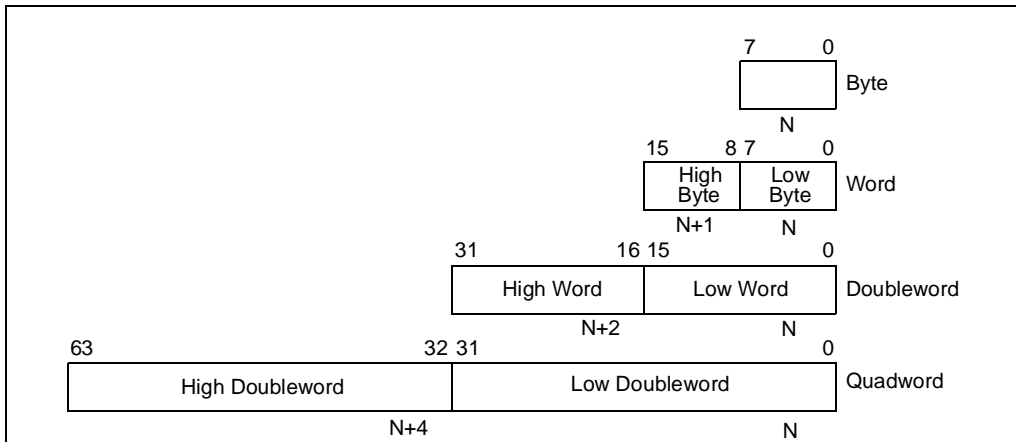 7 0
Byte
N
15 8 7 0
High Byte
Low Byte
Word
N+1 N
31 16 15 0
High Word Low Word Doubleword
N+2 N
63 32 31 0
High Doubleword Low Doubleword Quadword
N+4 N